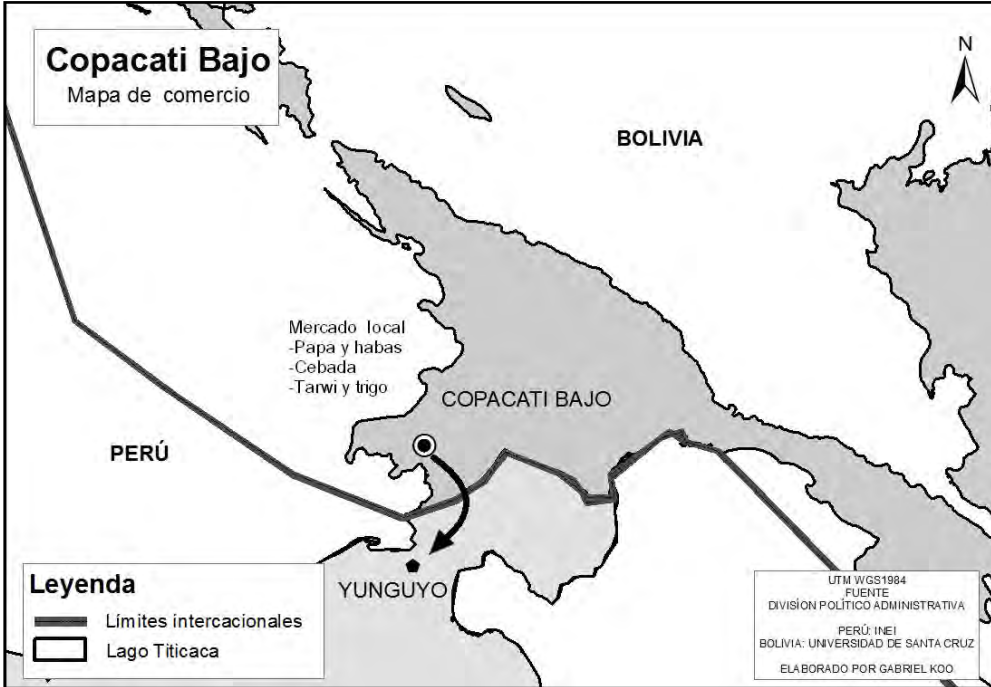 Copacati Bajo
Mapa de comercio
N
BOLIVIA
Mercado local
-Papa y habas
-Cebada
-Tarwi y trigo
COPACATI BAJO
PERÚ
YUNGUYO
Leyenda
Límites intercacionales
Lago Titicaca
UTM WGS1984
FUENTE
DIVISÍON POLÍTICO ADMINISTRATIVA
PERÚ: INEI
BOLIVIA: UNIVERSIDAD DE SANTA CRUZ
ELABORADO POR GABRIEL KOO